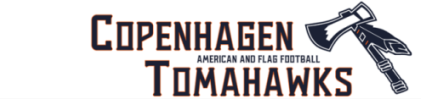 COPENHAGEN
AMERICAN AND FLAG FOOTBALL
TOMAHAWKS